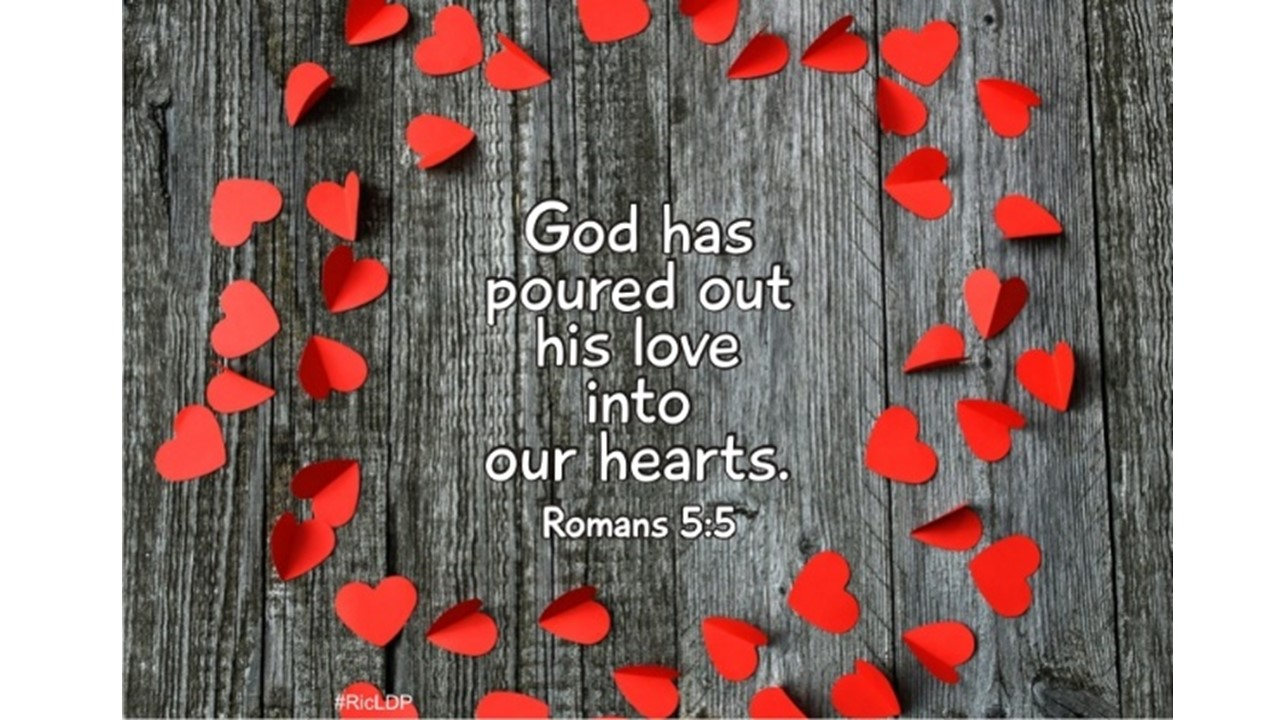 God has
poured out
his love
into
our hearts.
Romans 5:5
#RicLDP